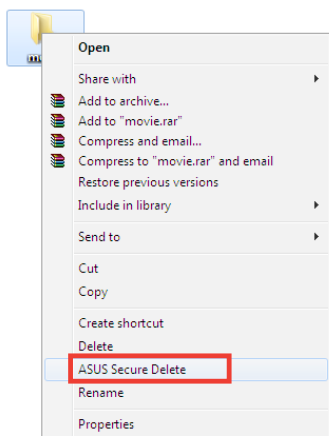 Open
Share with
Add to archive...
Add to "movie.rar"
Compress and email...
Compress to "movie.rar" and email
Restore previous versions
Include in library
Send to
Cut
Copy
Create shortcut
Delete
ASUS Secure Delete
Rename
Properties